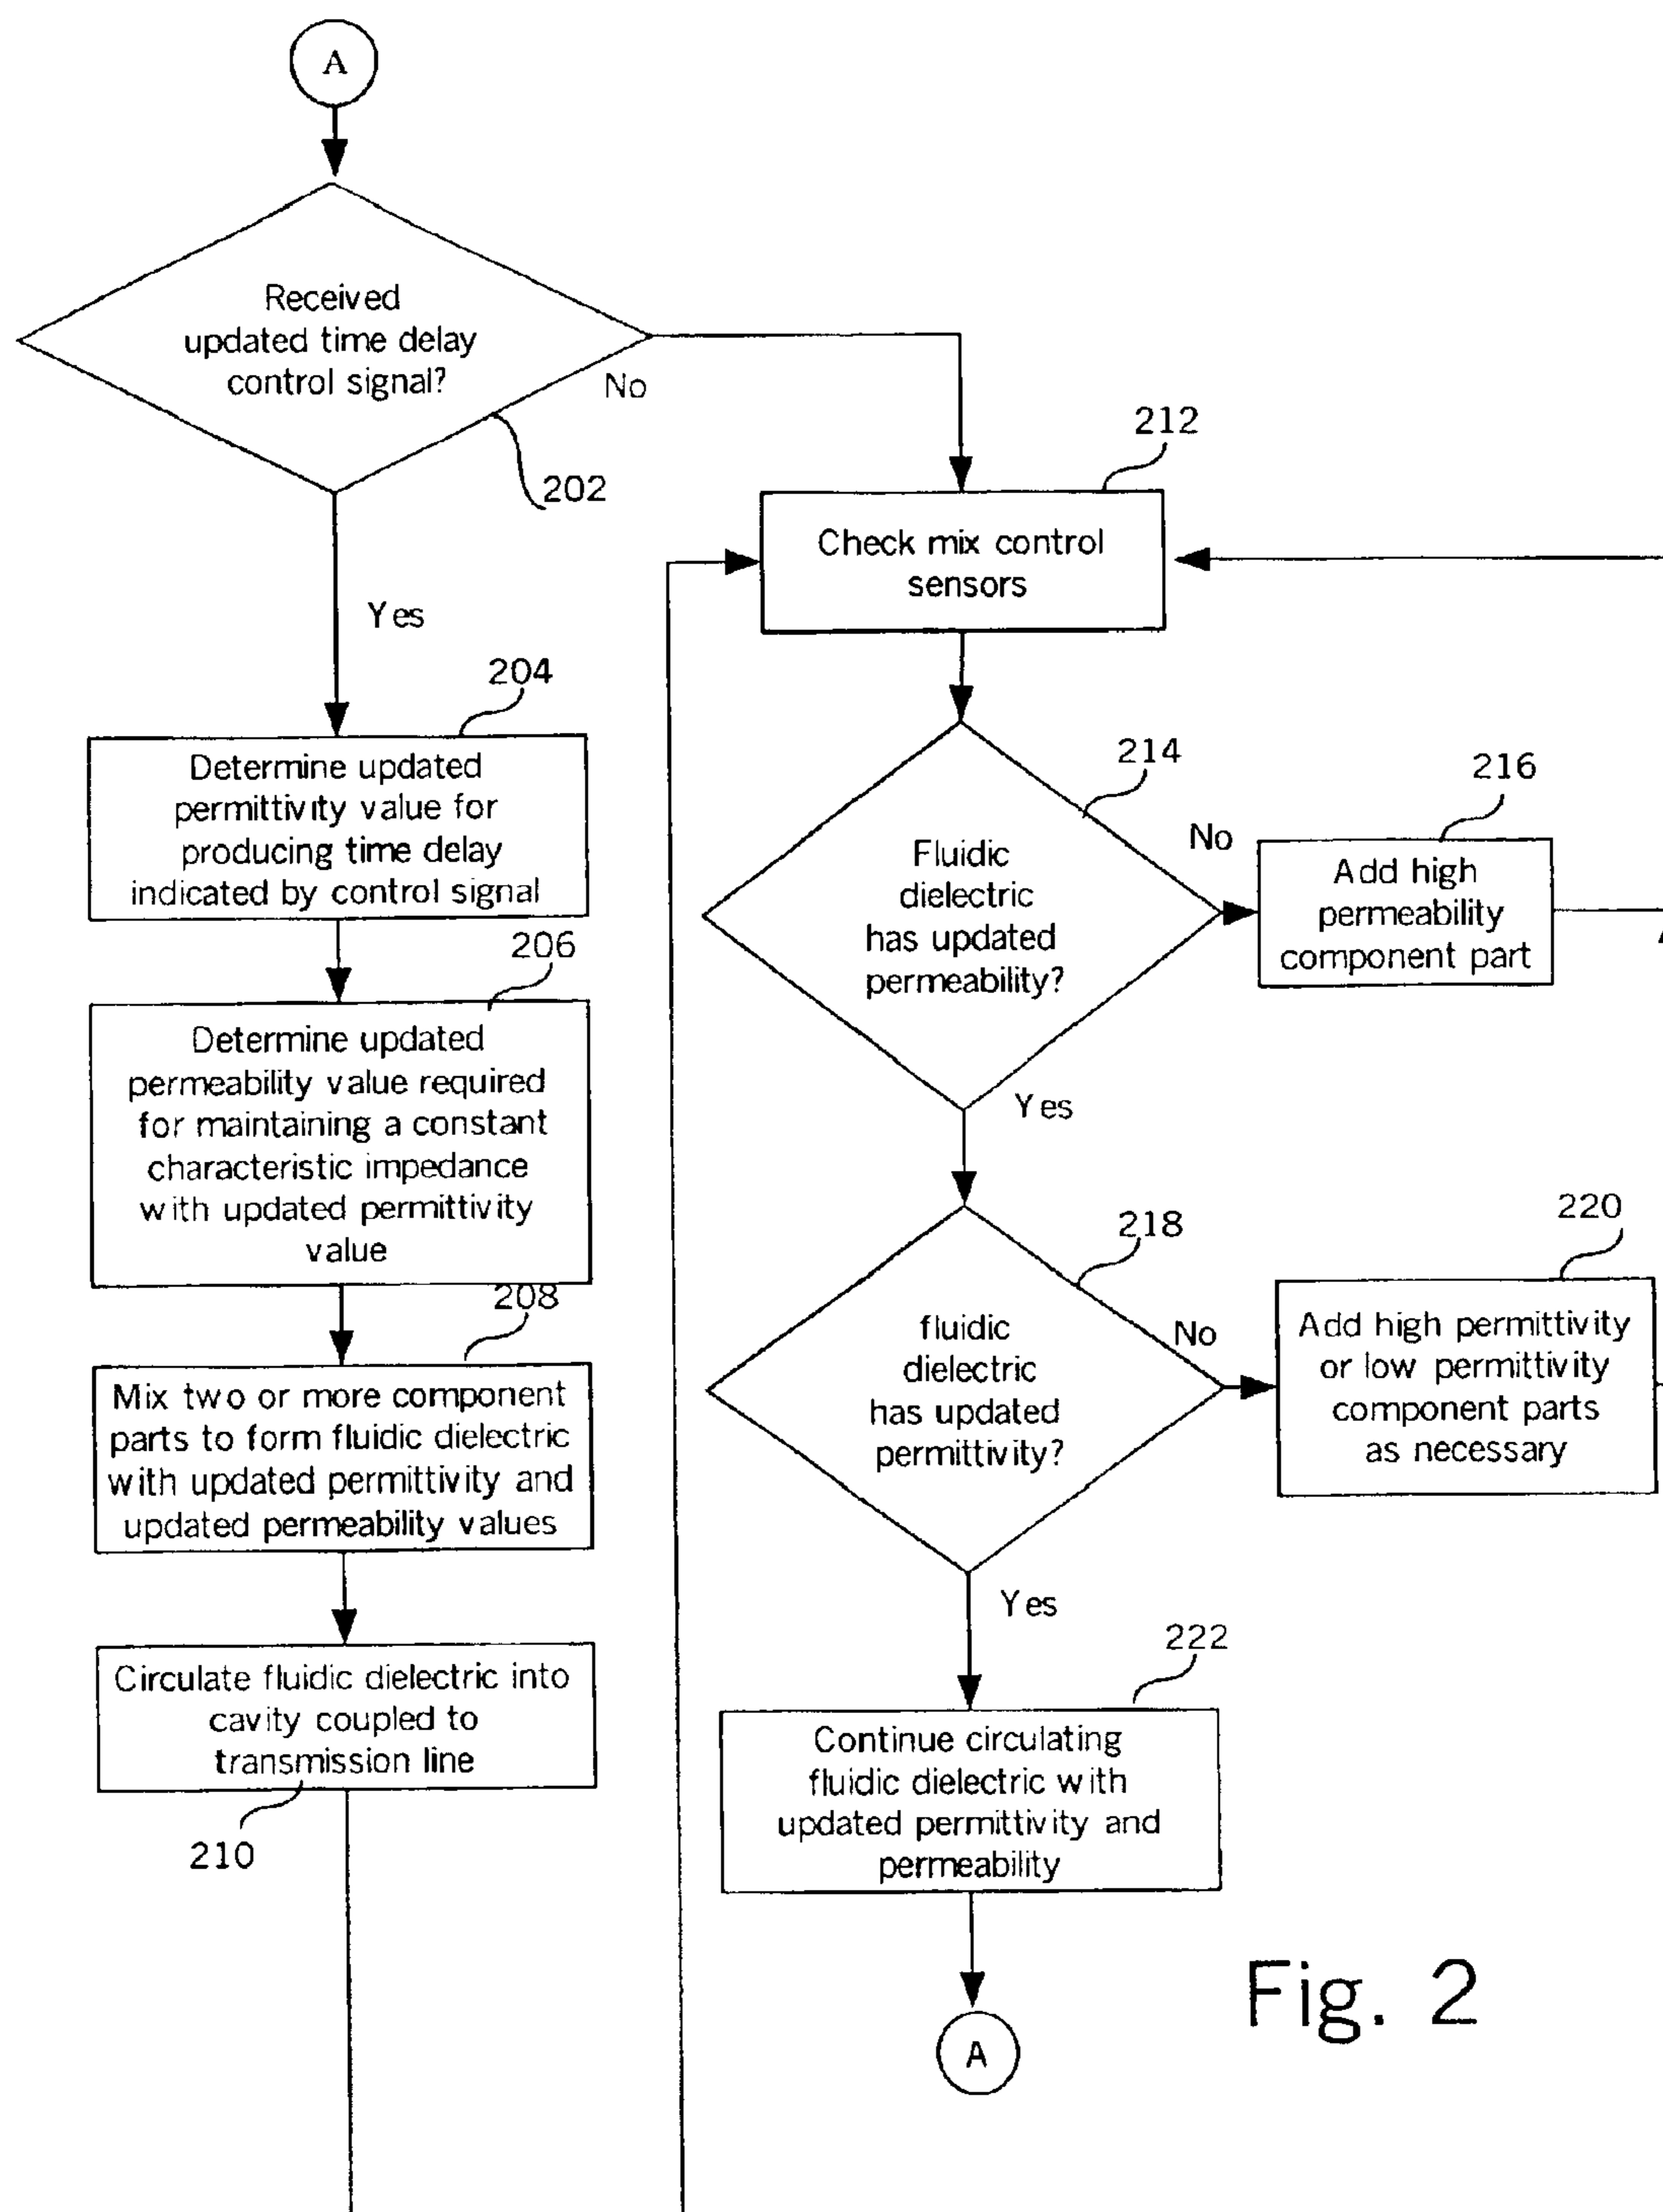 A
Received
updated time delay
control signal?
No
202
Yes
204
Determine updated
permittivity value for
producing time delay
indicated by control signal
206
Determine updated
permeability value required
for maintaining a constant
characteristic impedance
with updated permittivity
value
208
Mix two or more component
parts to form fluidic dielectric
with updated permittivity and
updated permeability values
Circulate fluidic dielectric into
cavity coupled to
transmission line
210
212
Check mix control
sensors
214
Fluidic
dielectric
has updated
permeability?
No
216
Add high
permeability
component part
Yes
218
fluidic
dielectric
has updated
permittivity?
No
220
Add high permittivity
or low permittivity
component parts
as necessary
Yes
222
Continue circulating
fluidic dielectric with
updated permittivity and
permeability
A
Fig. 2